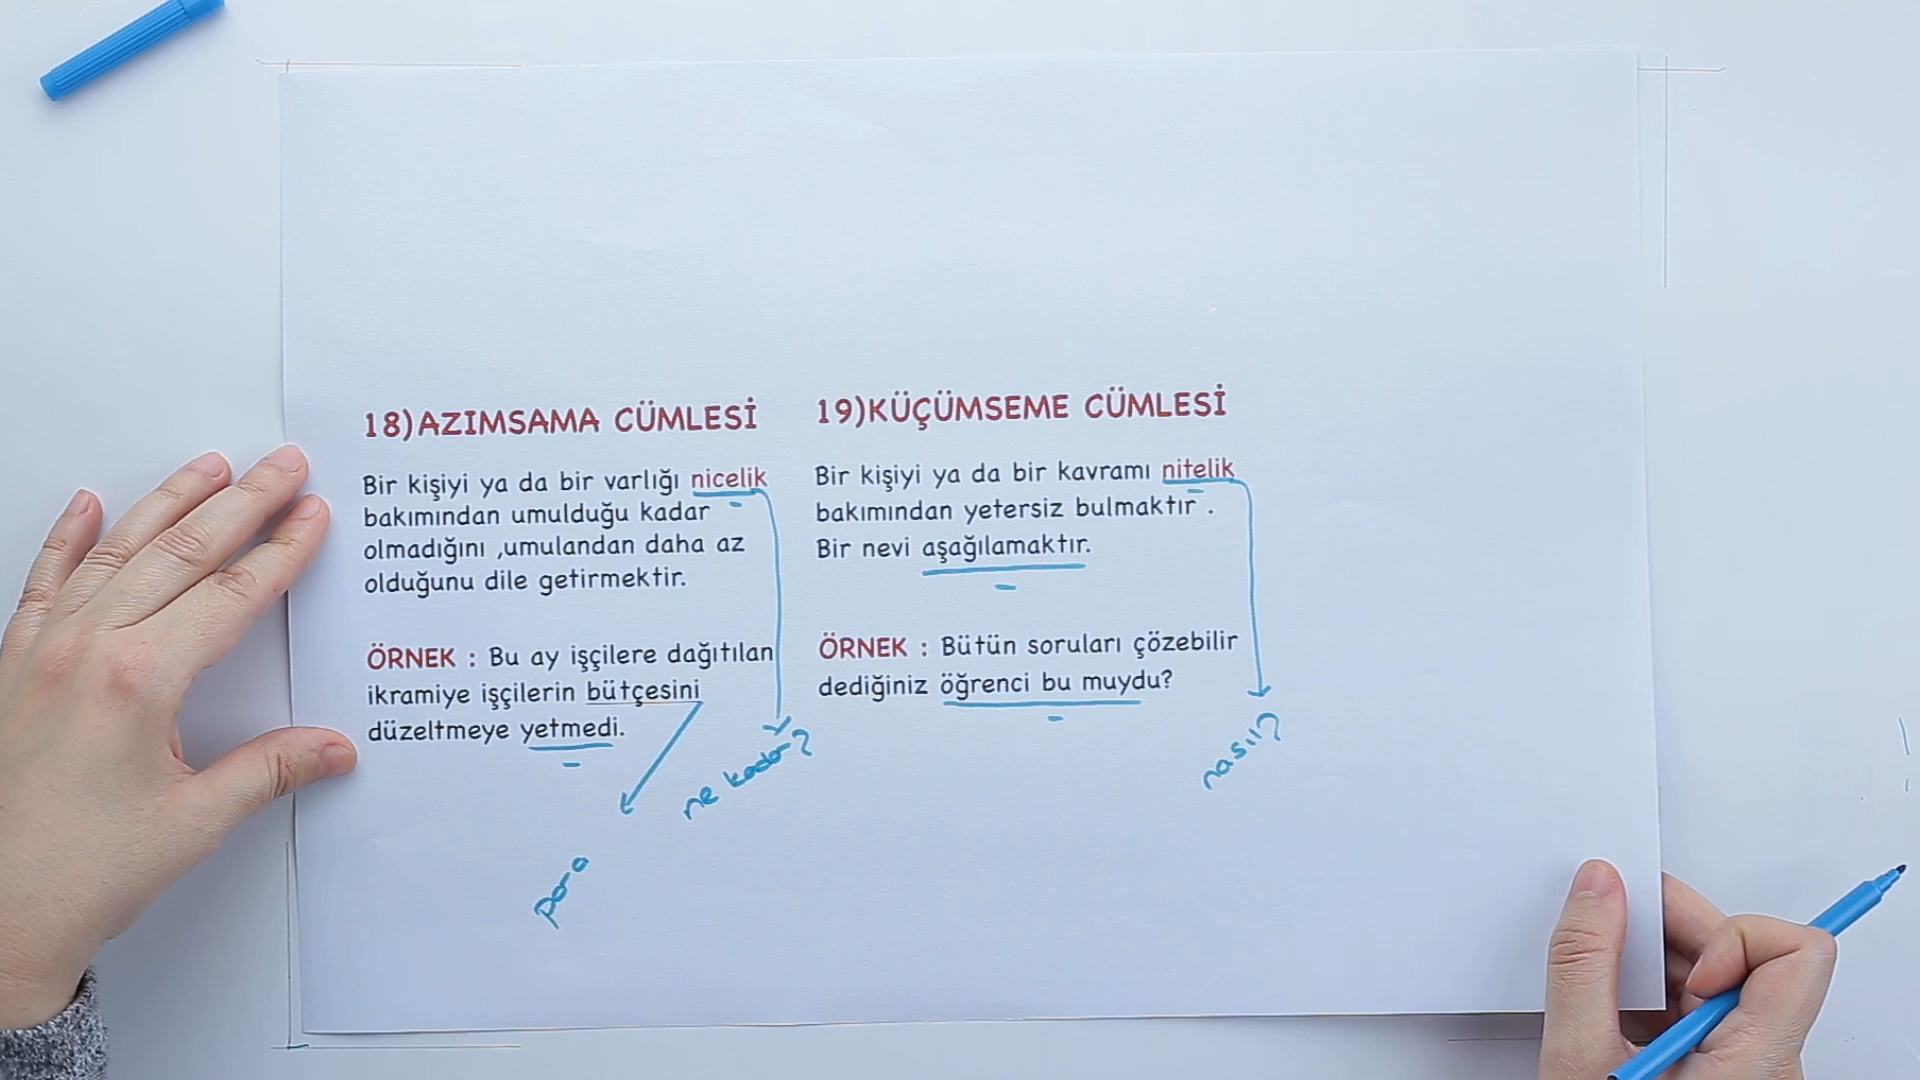 18)AZIMSAMA CÜMLESİ
Bir kişiyi ya da bir varlığı nicelik
bakımından umulduğu kadar
olmadığını ,umulandan daha az
olduğunu dile getirmektir.
ÖRNEK : Bu ay işçilere dağıtılan
ikramiye işçilerin bütçesini
düzeltmeye yetmedi.
ne kadar?
para
19)KÜÇÜMSEME CÜMLESİ
Bir kişiyi ya da bir kavramı nitelik
bakımından yetersiz bulmaktır .
Bir nevi aşağılamaktır.
ÖRNEK : Bütün soruları çözebilir
dediğiniz öğrenci bu muydu?
nasıl?